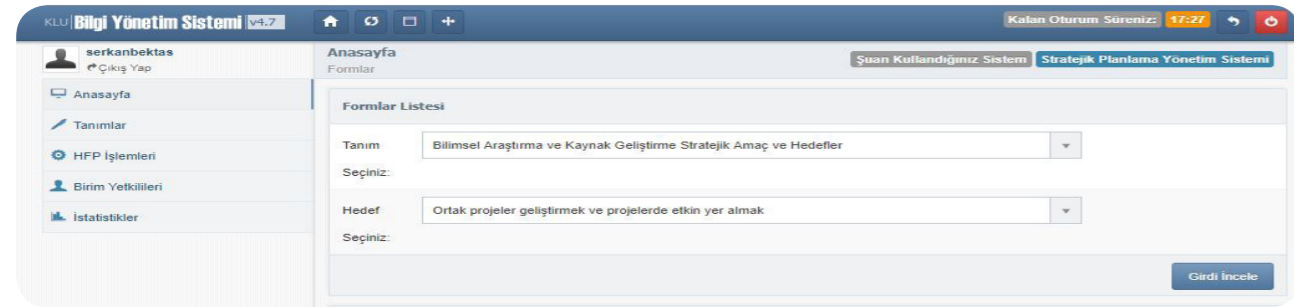 KLU Bilgi Yönetim Sistemi v4.7
Kalan Oturum Süreniz: 17:27
serkanbektas
Çıkış Yap
Anasayfa
Formlar
Şuan Kullandığınız Sistem Stratejik Planlama Yönetim Sistemi
Anasayfa
Tanımlar
HFP İşlemleri
Birim Yetkilileri
İstatistikler
Formlar Listesi
Tanım Seçiniz:
Bilimsel Araştırma ve Kaynak Geliştirme Stratejik Amaç ve Hedefler
Hedef Seçiniz:
Ortak projeler geliştirmek ve projelerde etkin yer almak
Girdi İncele